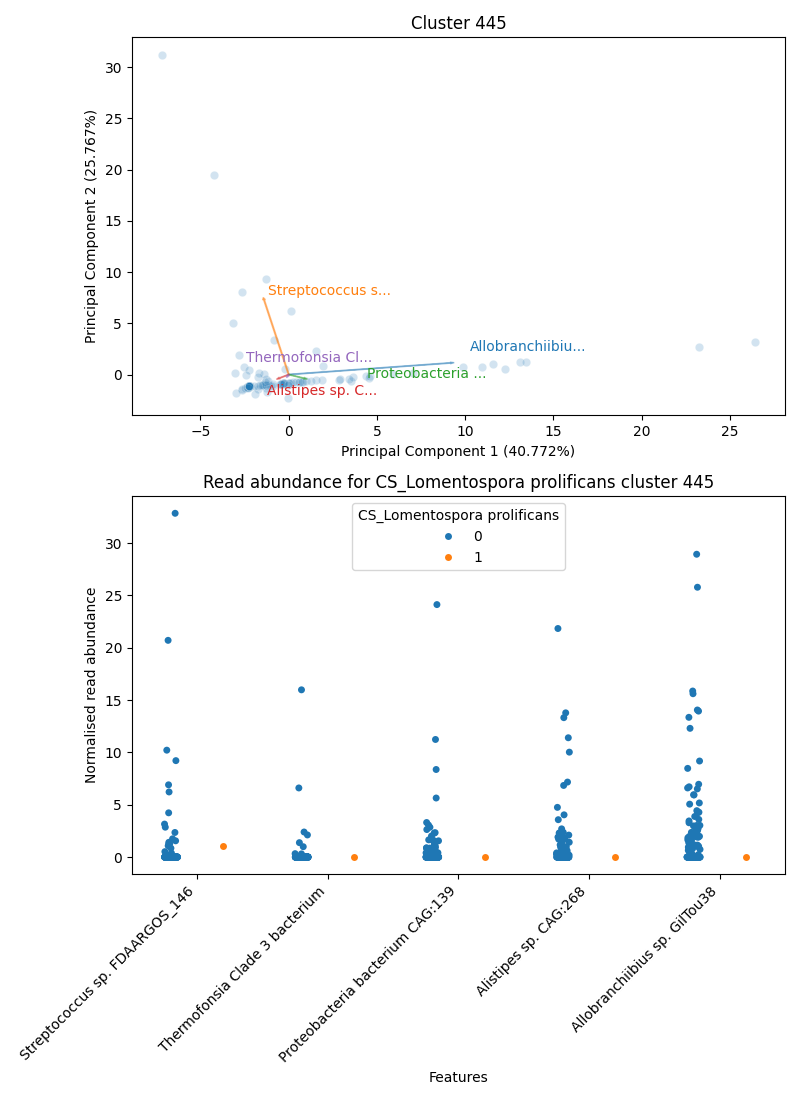 Cluster 445
30
25
20
15
10
5
0
Principal Component 2 (25.767%)
Streptococcus s...
Allobranchiibiu...
Thermofonsia Cl...
Proteobacteria ...
Alistipes sp. C...
−5
0
5
10
15
20
25
Principal Component 1 (40.772%)
Read abundance for CS_Lomentospora prolificans cluster 445
CS_Lomentospora prolificans
0
1
30
25
20
15
10
5
0
Normalised read abundance
Streptococcus sp. FDAARGOS_146
Thermofonsia Clade 3 bacterium
Proteobacteria bacterium CAG:139
Alistipes sp. CAG:268
Allobranchiibius sp. GilTou38
Features